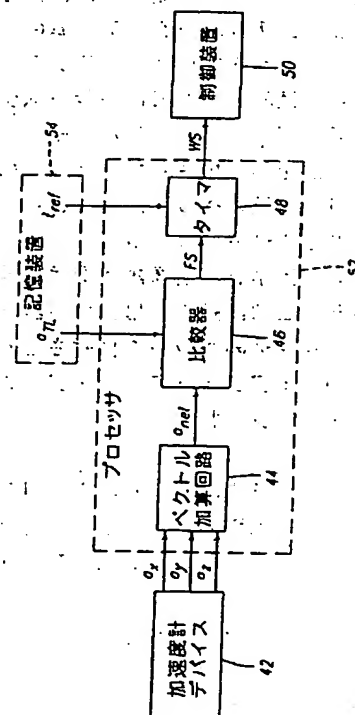 記憶装置
54
a_TL
t_ref
プロセッサ
加速度計
デバイス
42
a_x
a_y
a_z
ベクトル
加算回路
44
a_net
比較器
46
FS
タイマ
48
WS
制御装置
50
52